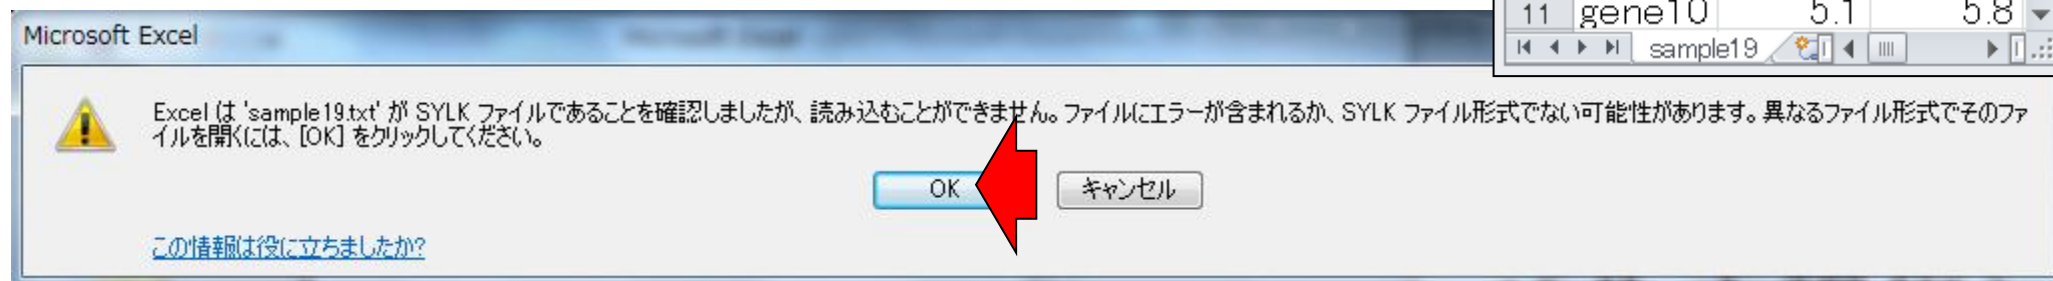 11 gene10 5.1 5.8
sample19
Microsoft Excel
Excel は 'sample19.txt' が SYLK ファイルであることを確認しましたが、読み込むことができません。ファイルにエラーが含まれるか、SYLK ファイル形式でない可能性があります。異なるファイル形式でそのファ
イルを開くには、[OK] をクリックしてください。
OK キャンセル
この情報は役に立ちましたか?